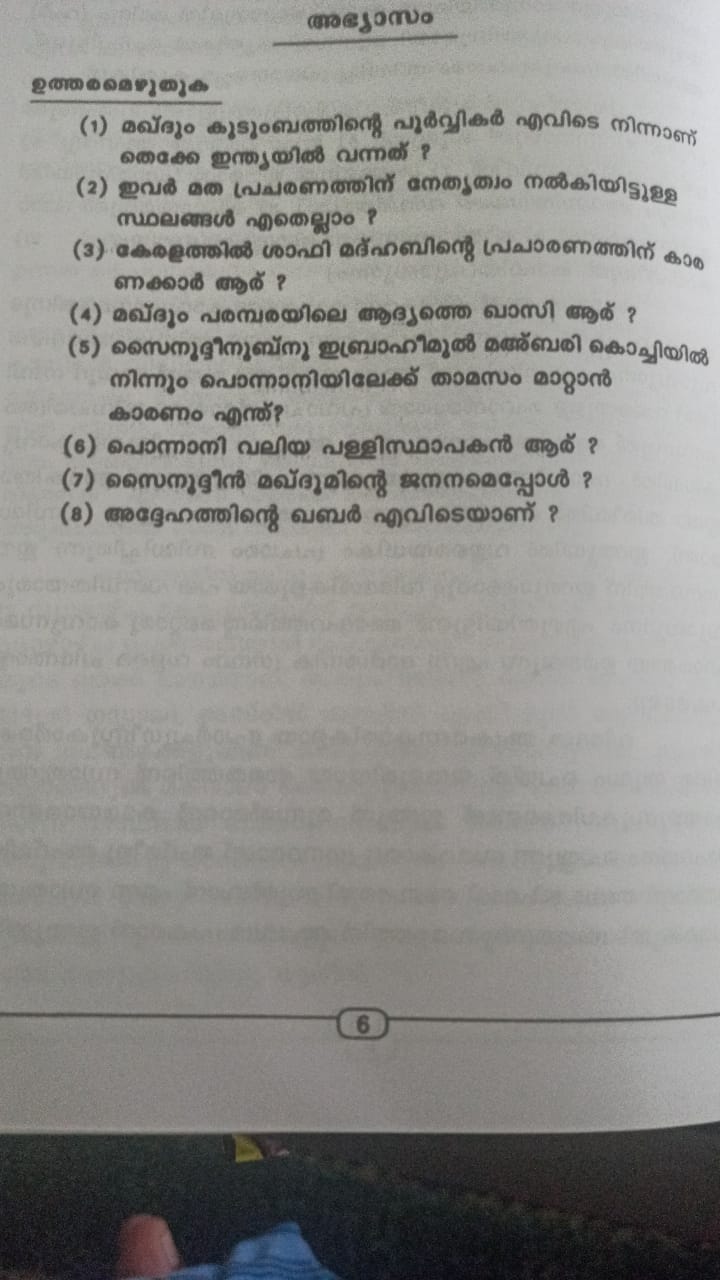 അഭ്യാസം
ഉത്തരമെഴുതുക
(1) മഖ്ദും കുടുംബത്തിന്റെ പൂർവ്വികർ എവിടെ നിന്നാണ്
തെക്കേ ഇന്ത്യയിൽ വന്നത് ?
(2) ഇവർ മത പ്രചരണത്തിന് നേതൃത്വം നൽകിയിട്ടുള്ള
സ്ഥലങ്ങൾ എതെല്ലാം ?
(3) കേരളത്തിൽ ശാഫി മദ്ഹബിന്റെ പ്രചാരണത്തിന് കാര
ണക്കാർ ആര് ?
(4) മഖ്ദും പരമ്പരയിലെ ആദ്യത്തെ ഖാസി ആര് ?
(5) സൈനുദ്ദീനുബ്നു ഇബ്രാഹീമുൽ മഅ്ബരി കൊച്ചിയിൽ
നിന്നും പൊന്നാനിയിലേക്ക് താമസം മാറ്റാൻ
കാരണം എന്ത്?
(6) പൊന്നാനി വലിയ പള്ളിസ്ഥാപകൻ ആര് ?
(7) സൈനുദ്ദീൻ മഖ്ദൂമിന്റെ ജനനമെപ്പോൾ ?
(8) അദ്ദേഹത്തിന്റെ ഖബർ എവിടെയാണ് ?
6